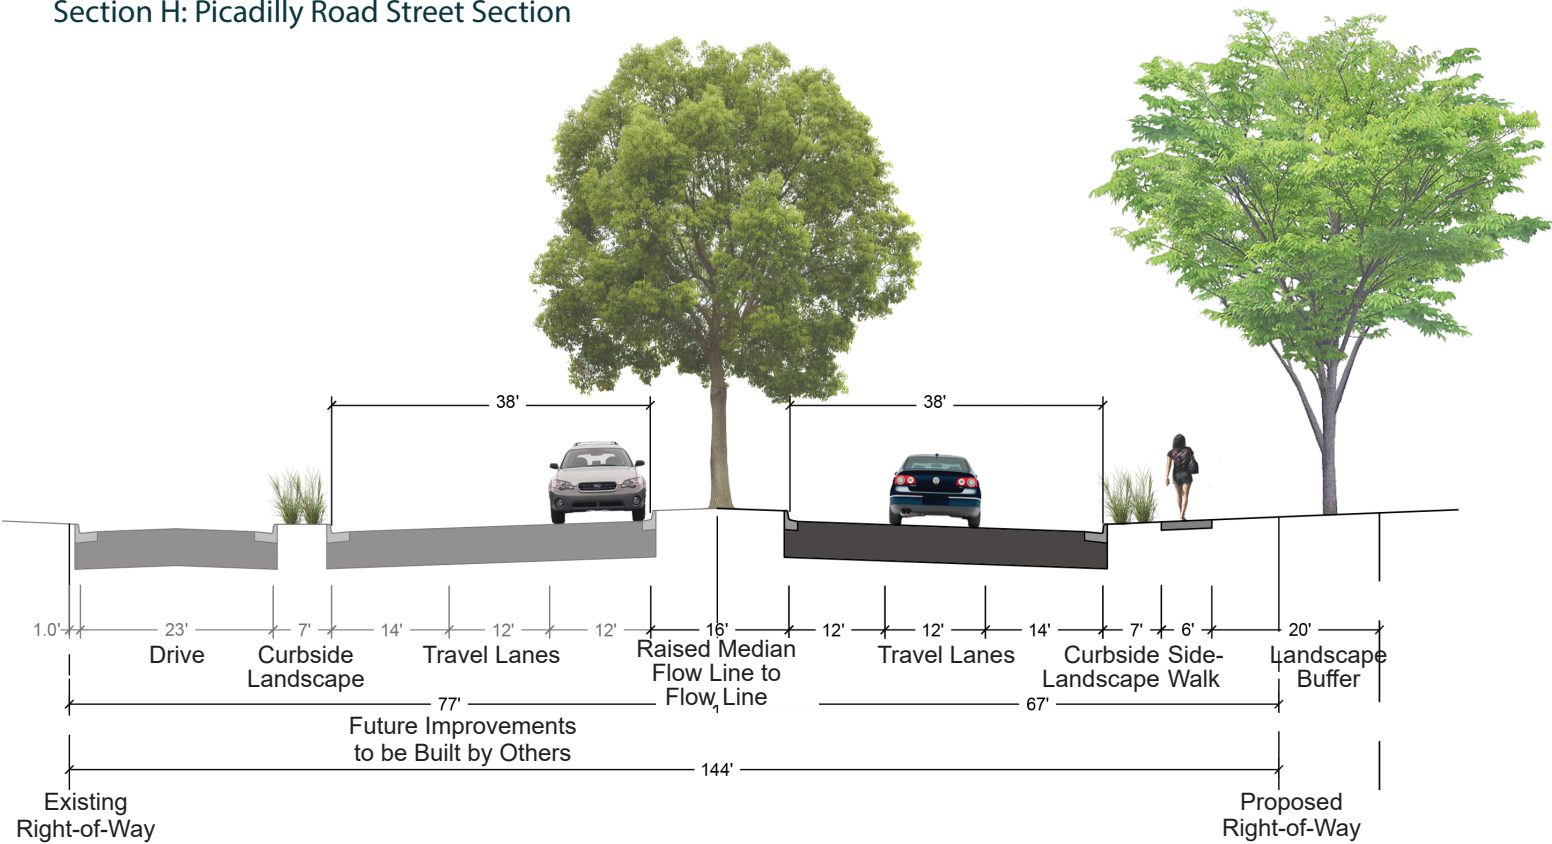 Section H: Picadilly Road Street Section
38'
38'
1.0'
23'
7'
14'
12'
12'
16'
12'
12'
14'
7'
6'
20'
Drive
Curbside
Landscape
Travel Lanes
Raised Median
Flow Line to
Flow Line
Travel Lanes
Curbside
Landscape
Side-
Walk
Landscape
Buffer
77'
67'
Future Improvements
to be Built by Others
144'
Existing
Right-of-Way
Proposed
Right-of-Way